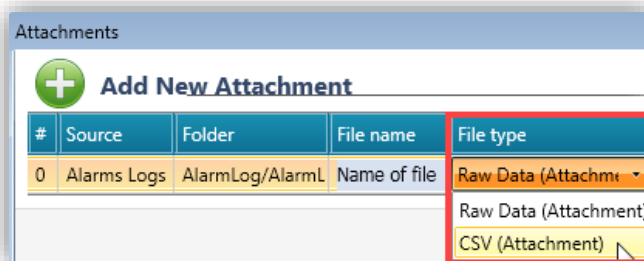 Attachments
Add New Attachment
# Source Folder File name File type
0 Alarms Logs AlarmLog/AlarmL Name of file Raw Data (Attachme
Raw Data (Attachment)
CSV (Attachment)